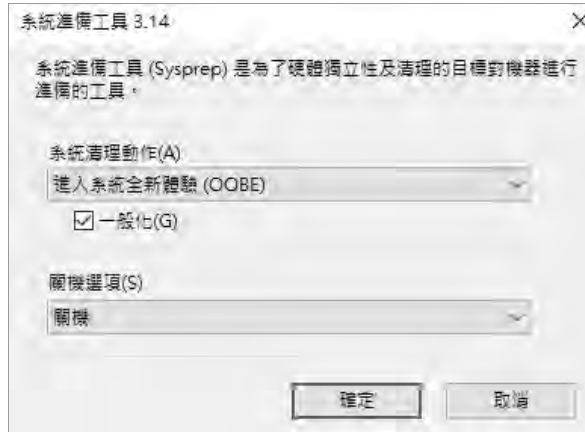 系統準備工具 3.14
系統準備工具 (Sysprep) 是為了硬體獨立性及清理的目標對機器進行
準備的工具。
系統清理動作(A)
進入系統全新體驗 (OOBE)
一般化(G)
關機選項(S)
關機
確定
取消